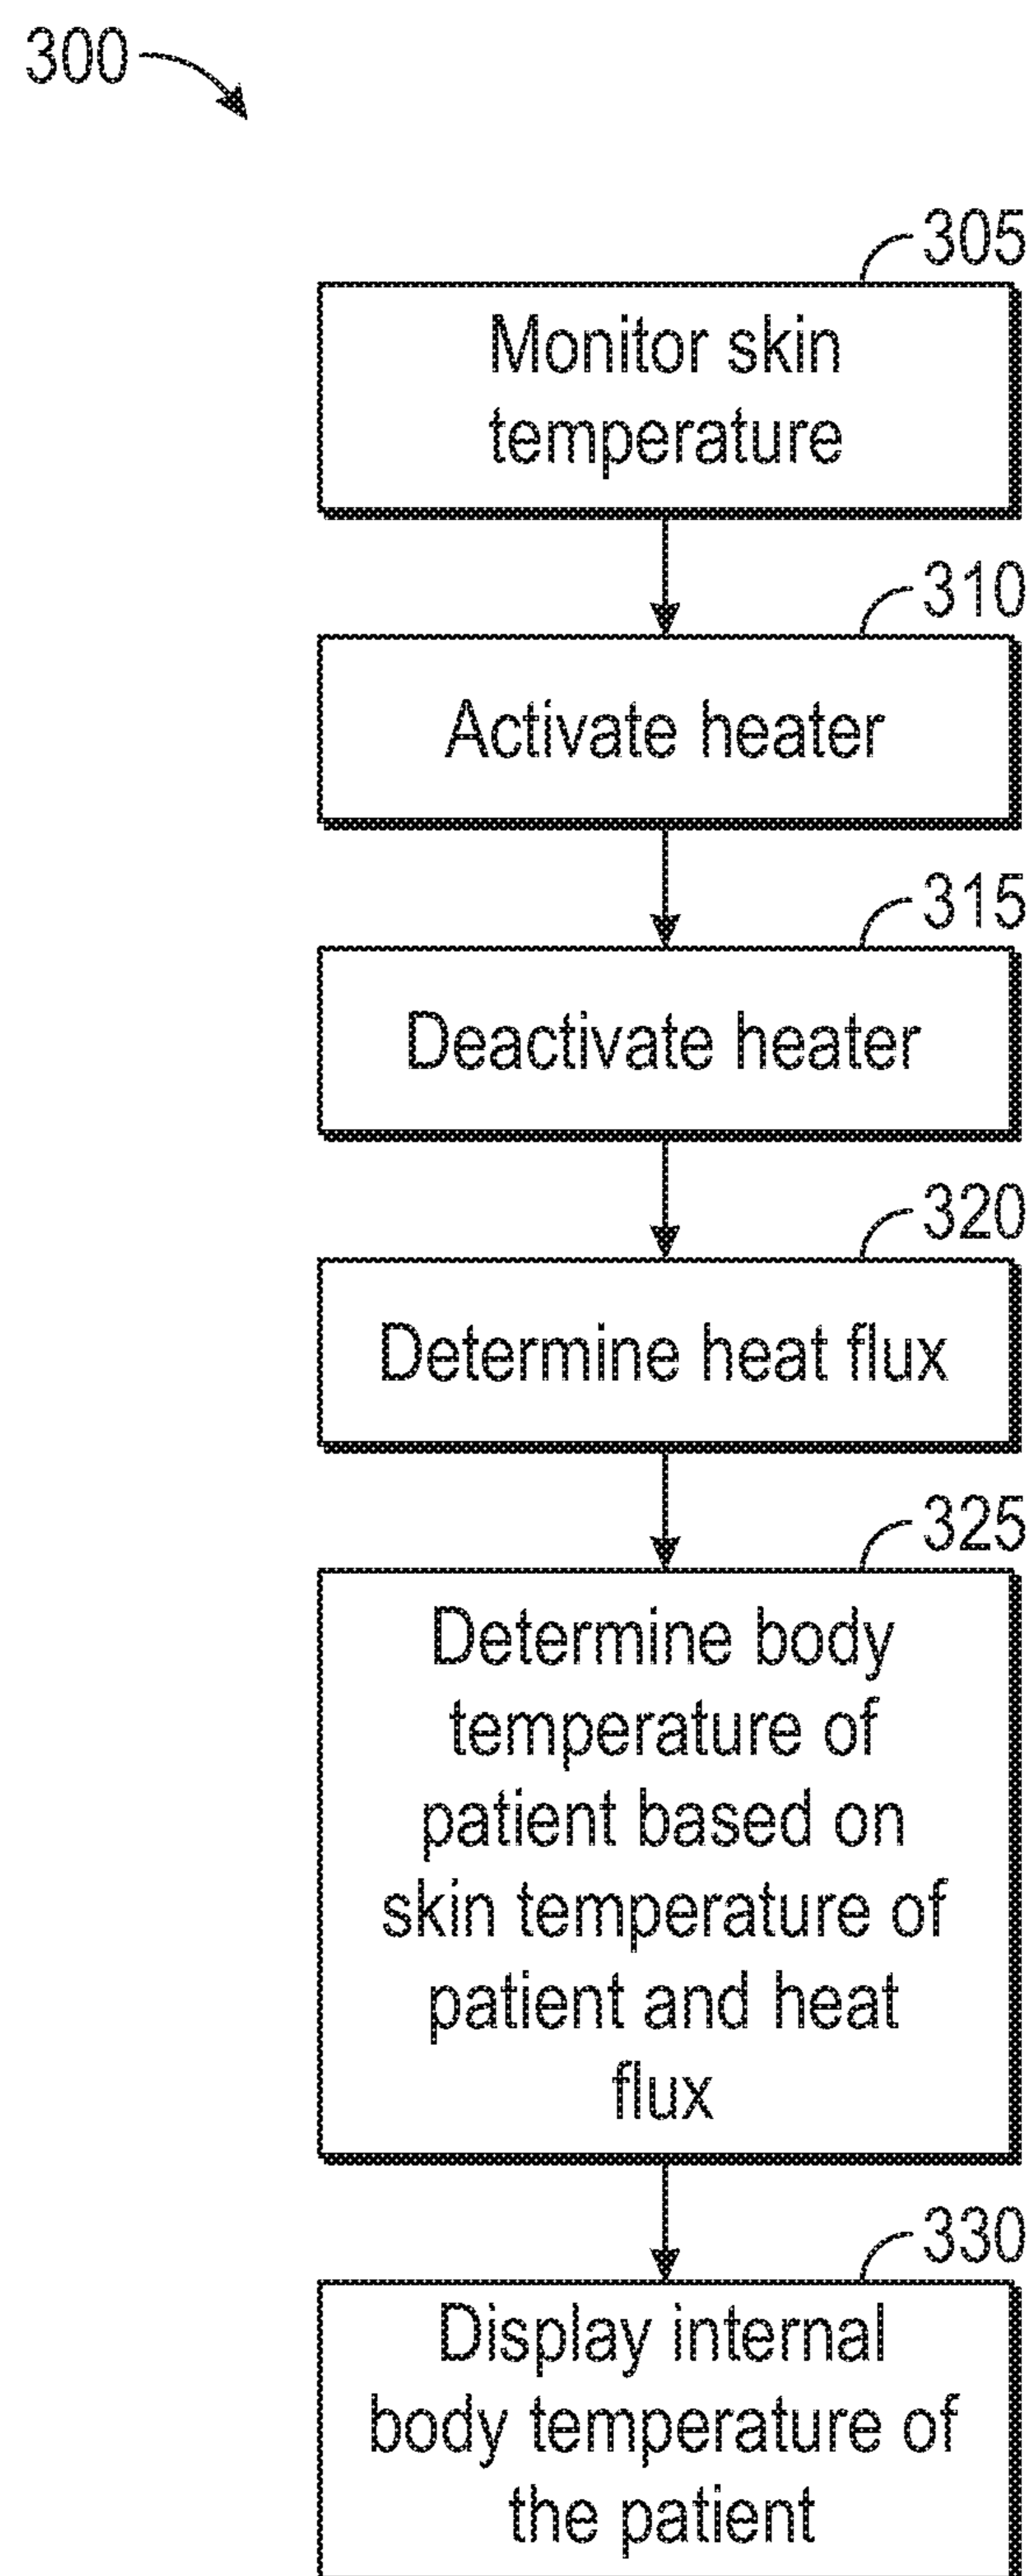 300
305
Monitor skin
temperature
310
Activate heater
315
Deactivate heater
320
Determine heat flux
325
Determine body
temperature of
patient based on
skin temperature of
patient and heat
flux
330
Display internal
body temperature of
the patient